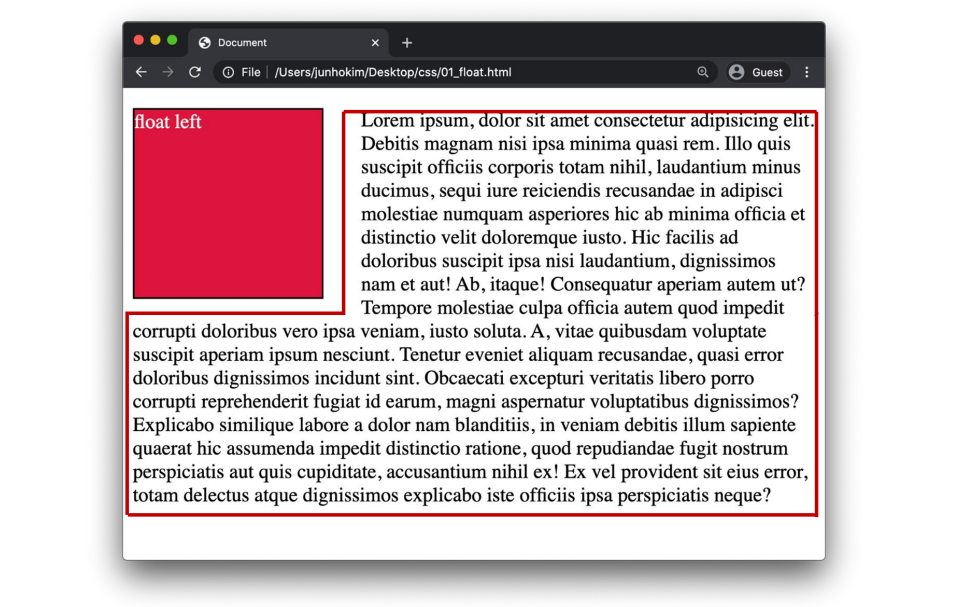 Document
File
/Users/junhokim/Desktop/css/01_float.html
Guest
float left
Lorem ipsum, dolor sit amet consectetur adipisicing elit.
Debitis magnam nisi ipsa minima quasi rem. Illo quis
suscipit officiis corporis totam nihil, laudantium minus
ducimus, sequi iure reiciendis recusandae in adipisci
molestiae numquam asperiores hic ab minima officia et
distinctio velit doloremque iusto. Hic facilis ad
doloribus suscipit ipsa nisi laudantium, dignissimos
nam et aut! Ab, itaque! Consequatur aperiam autem ut?
Tempore molestiae culpa officia autem quod impedit
corrupti doloribus vero ipsa veniam, iusto soluta. A, vitae quibusdam voluptate
suscipit aperiam ipsum nesciunt. Tenetur eveniet aliquam recusandae, quasi error
doloribus dignissimos incidunt sint. Obcaecati excepturi veritatis libero porro
corrupti reprehenderit fugiat id earum, magni aspernatur voluptatibus dignissimos?
Explicabo similique labore a dolor nam blanditiis, in veniam debitis illum sapiente
quaerat hic assumenda impedit distinctio ratione, quod repudiandae fugit nostrum
perspiciatis aut quis cupiditate, accusantium nihil ex! Ex vel provident sit eius error,
totam delectus atque dignissimos explicabo iste officiis ipsa perspiciatis neque?